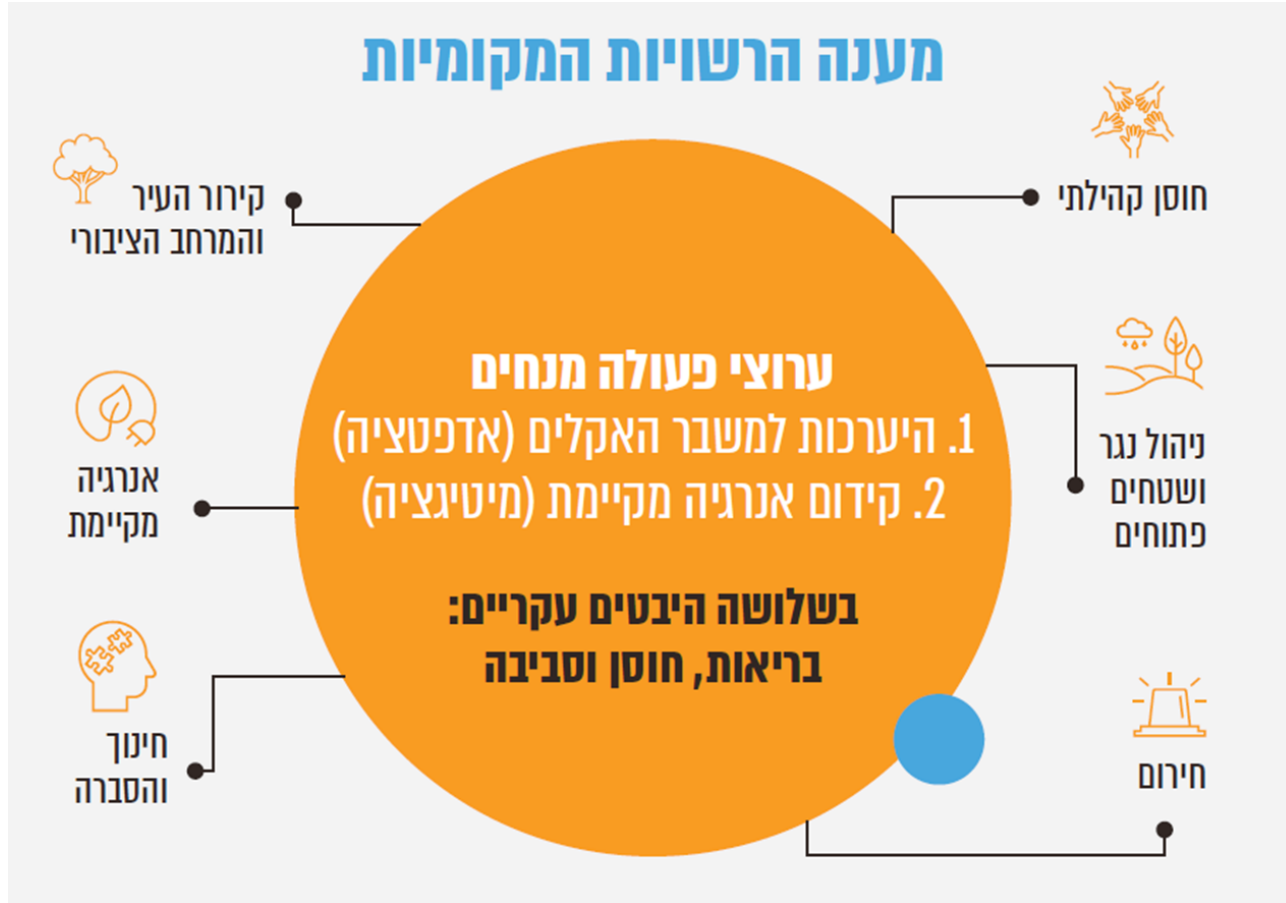 מענה הרשויות המקומיות
חוסן קהילתי
ניהול נגר
ושטחים
פתוחים
חירום
ערוצי פעולה מנחים
1. היערכות למשבר האקלים (אדפטציה)
2. קידום אנרגיה מקיימת (מיטיגציה)
בשלושה היבטים עקריים:
בריאות, חוסן וסביבה
קירור העיר
והמרחב הציבורי
אנרגיה
מקיימת
חינוך
והסברה